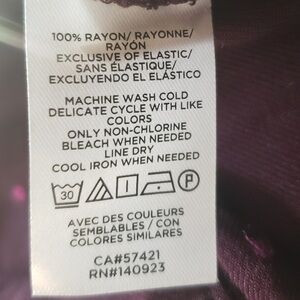 100% RAYON/ RAYONNE/
RAYÓN
EXCLUSIVE OF ELASTIC/
SANS ÉLASTIQUE/
EXCLUYENDO EL ELÁSTICO
MACHINE WASH COLD
DELICATE CYCLE WITH LIKE
COLORS
ONLY NON-CHLORINE
BLEACH WHEN NEEDED
LINE DRY
COOL IRON WHEN NEEDED
30 P
AVEC DES COULEURS
SEMBLABLES / CON
COLORES SIMILARES
CA#57421
RN#140923